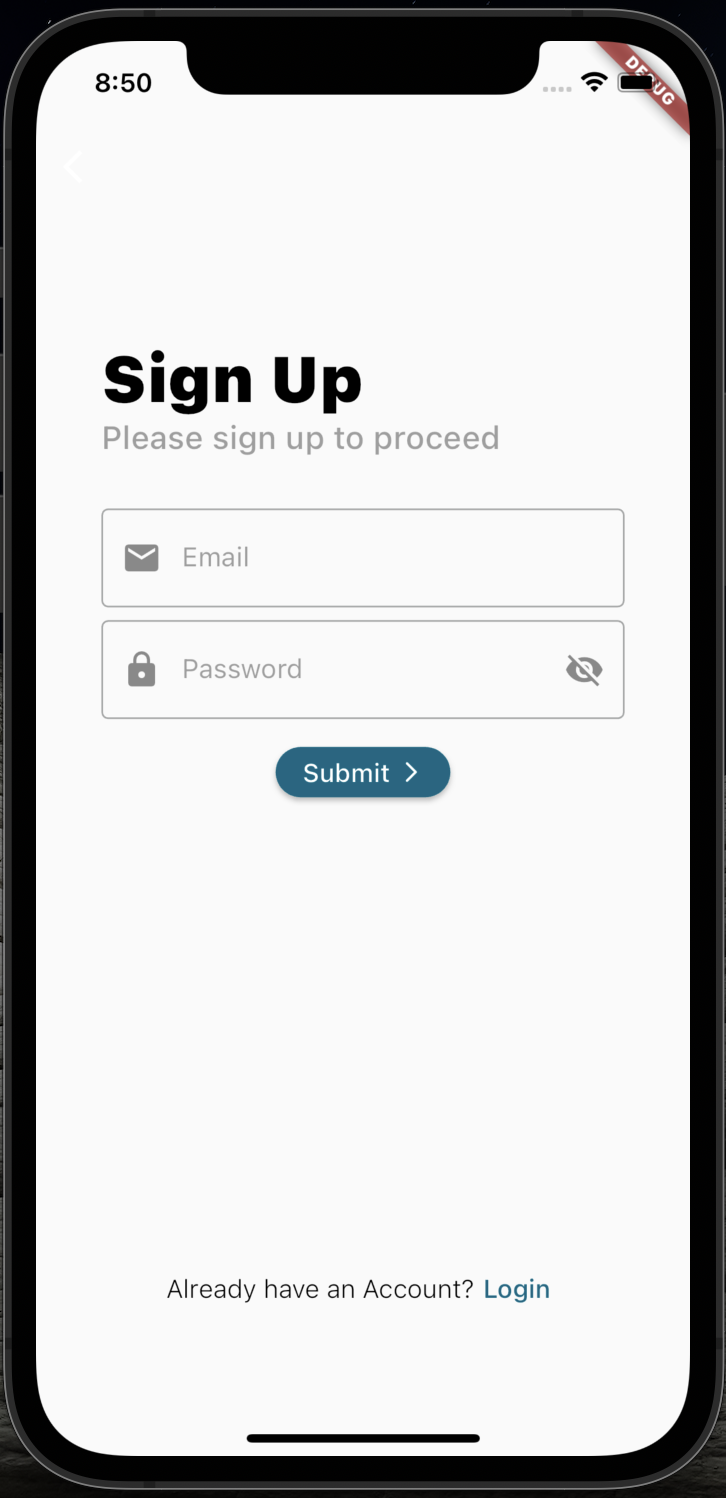 8:50
DEBUG
Sign Up
Please sign up to proceed
Email
Password
Submit
Already have an Account? Login